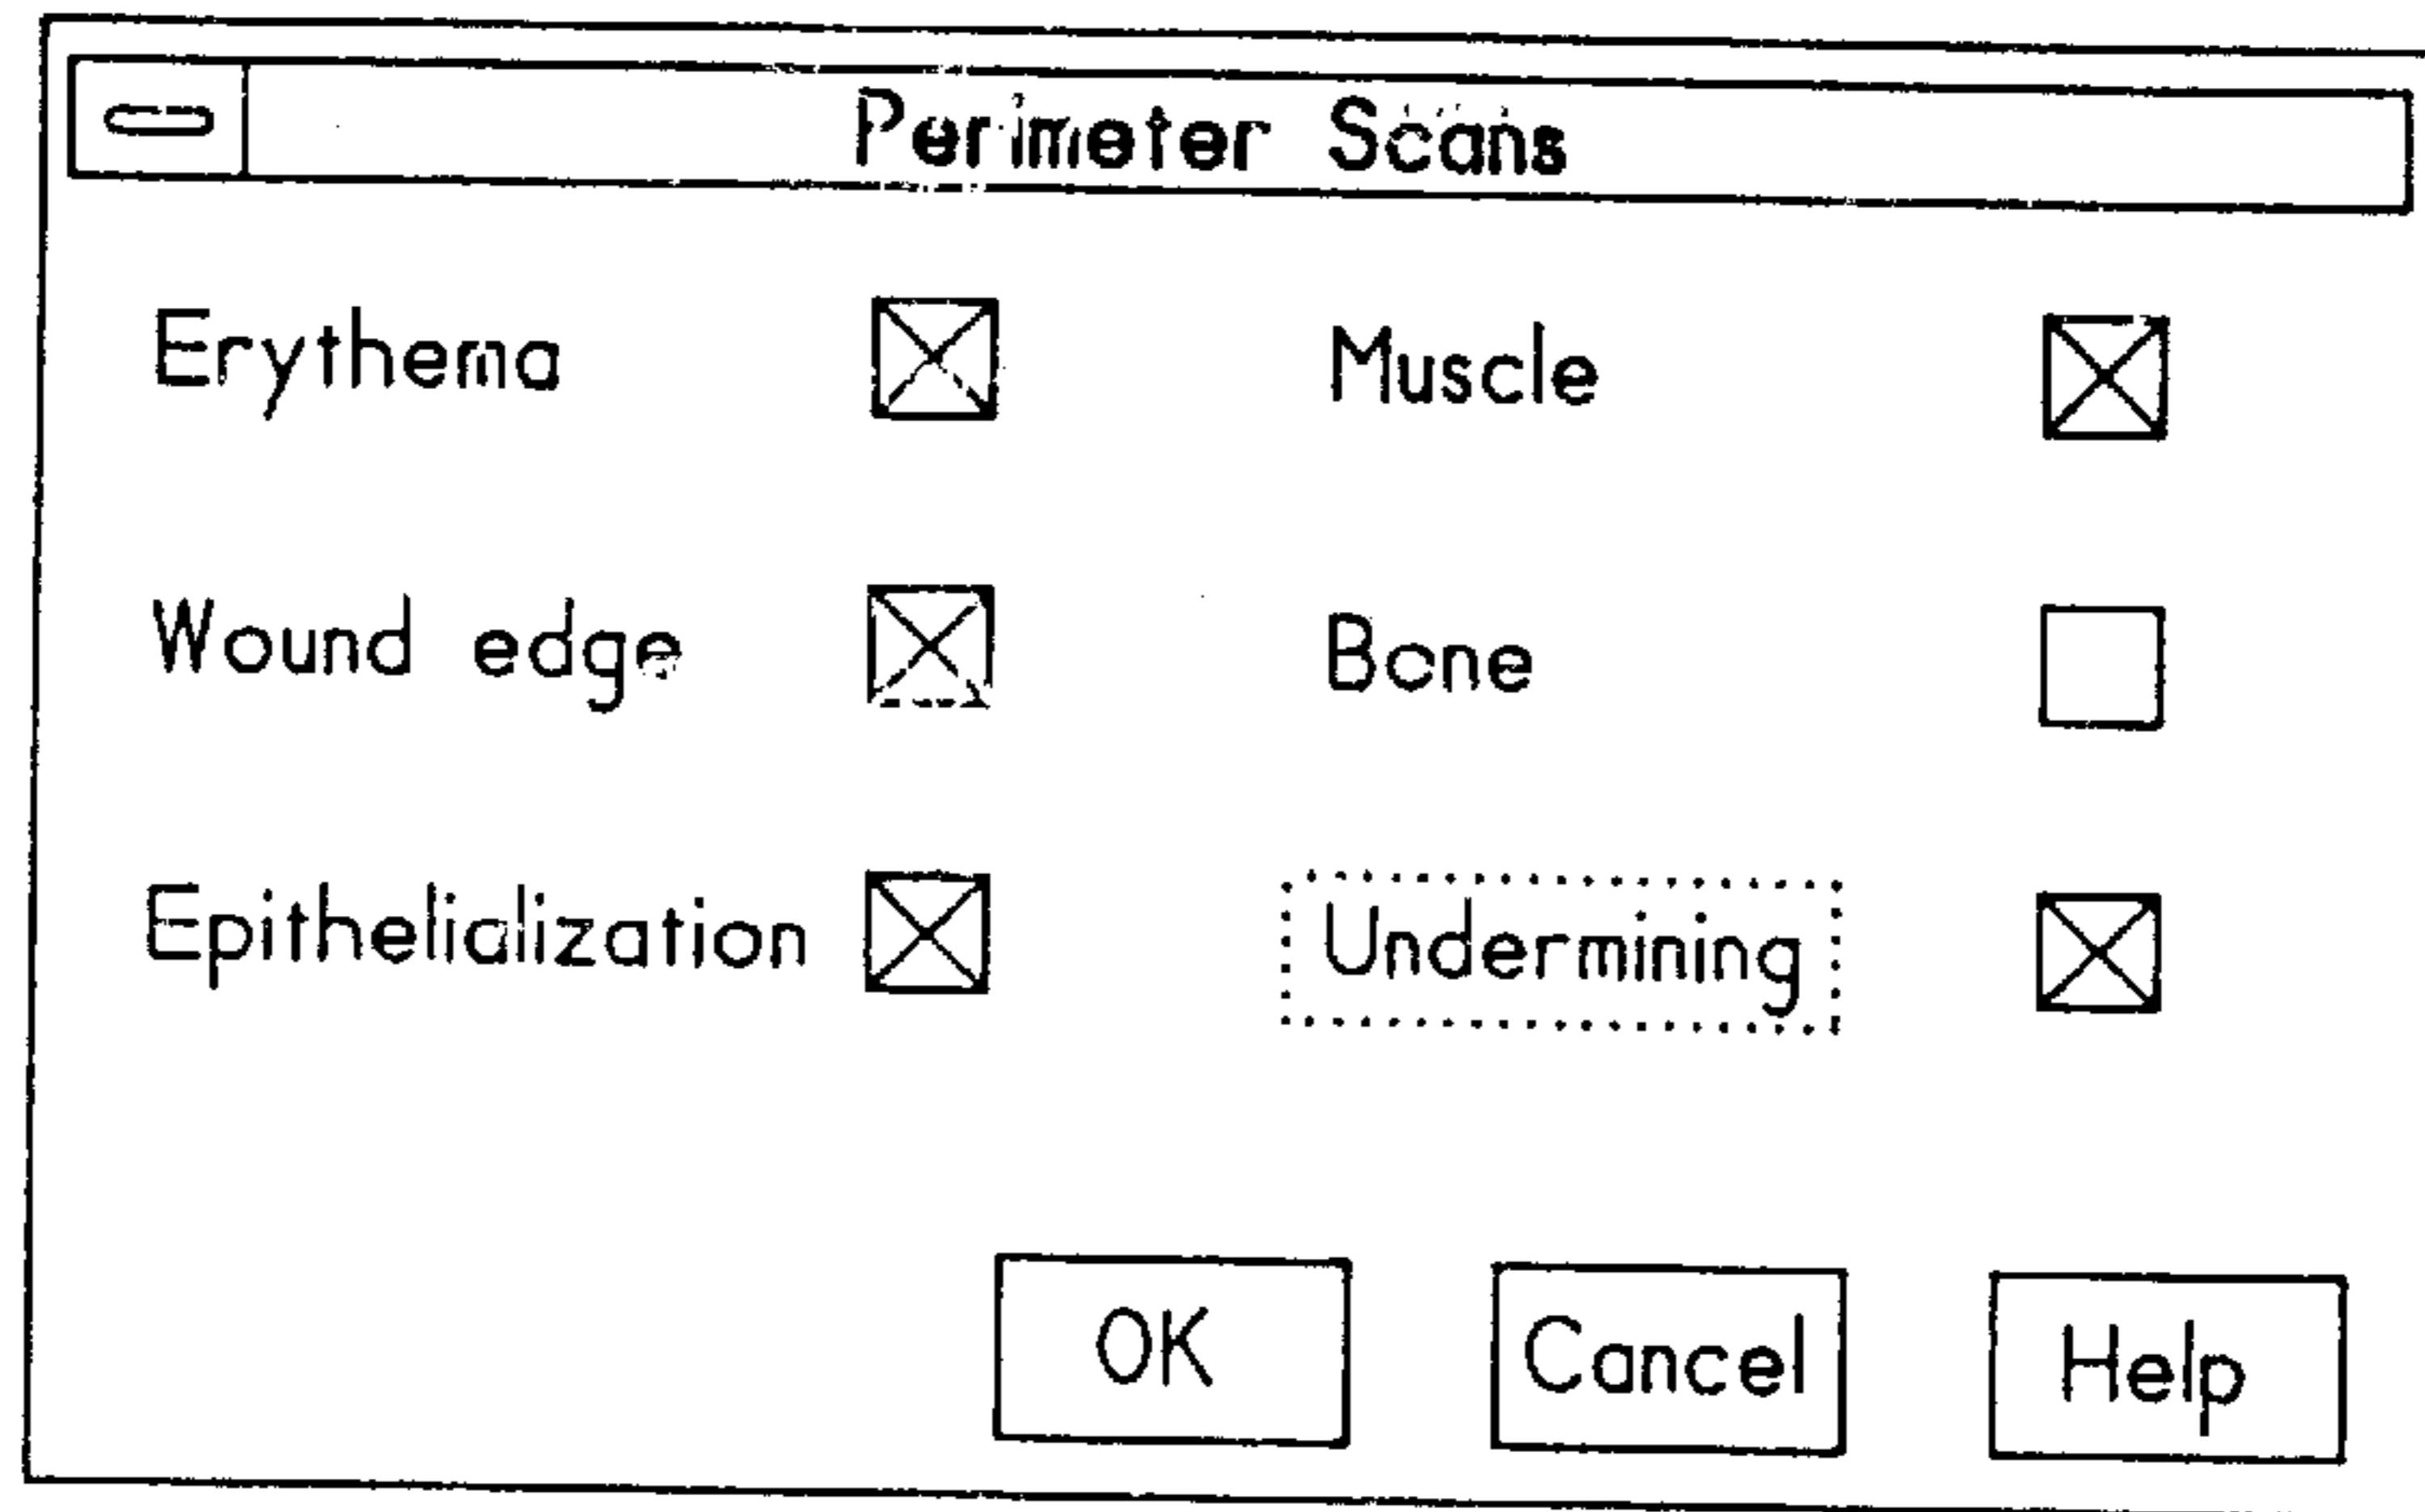 Perimeter Scans
Erythema Muscle
Wound edge Bone
Epithelialization Undermining
OK Cancel Help